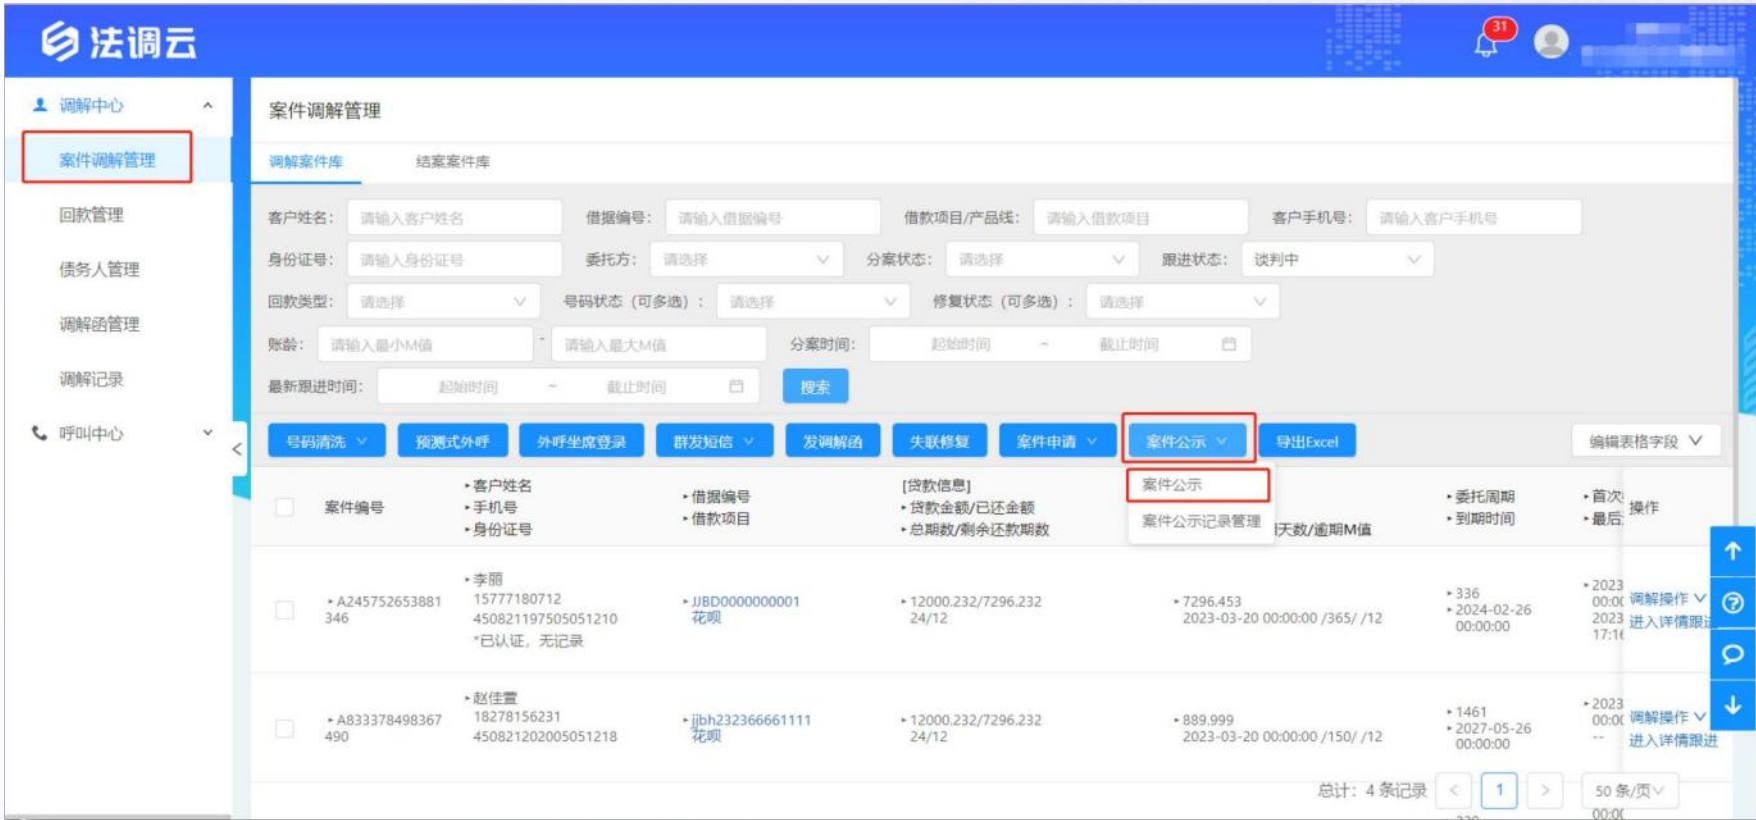 法调云
31
调解中心
案件调解管理
回款管理
债务人管理
调解函管理
调解记录
呼叫中心
案件调解管理
调解案件库 结案案件库
客户姓名： 请输入客户姓名 借据编号： 请输入借据编号 借款项目/产品线： 请输入借款项目 客户手机号： 请输入客户手机号
身份证号： 请输入身份证号 委托方： 请选择 分案状态： 请选择 跟进状态： 谈判中
回款类型： 请选择 号码状态（可多选）： 请选择 修复状态（可多选）： 请选择
账龄： 请输入最小M值 - 请输入最大M值 分案时间： 起始时间 ~ 截止时间
最新跟进时间： 起始时间 ~ 截止时间 搜索
号码清洗 预测式外呼 外呼坐席登录 群发短信 发调解函 失联修复 案件申请 案件公示 导出Excel 编辑表格字段
案件公示
案件公示记录管理
案件编号
客户姓名
手机号
身份证号
借据编号
借款项目
[贷款信息]
贷款金额/已还金额
总期数/剩余还款期数
天数/逾期M值
委托周期
到期时间
首次
最后
操作
A245752653881
346
李丽
15777180712
450821197505051210
*已认证，无记录
JJBD0000000001
花呗
12000.232/7296.232
24/12
7296.453
2023-03-20 00:00:00 /365/ /12
336
2024-02-26
00:00:00
2023
00:00
2023
17:16
调解操作
进入详情跟进
A833378498367
490
赵佳萱
18278156231
450821202005051218
jjbh232366661111
花呗
12000.232/7296.232
24/12
889.999
2023-03-20 00:00:00 /150/ /12
1461
2027-05-26
00:00:00
2023
00:00
--
调解操作
进入详情跟进
总计： 4 条记录 < 1 > 50 条/页